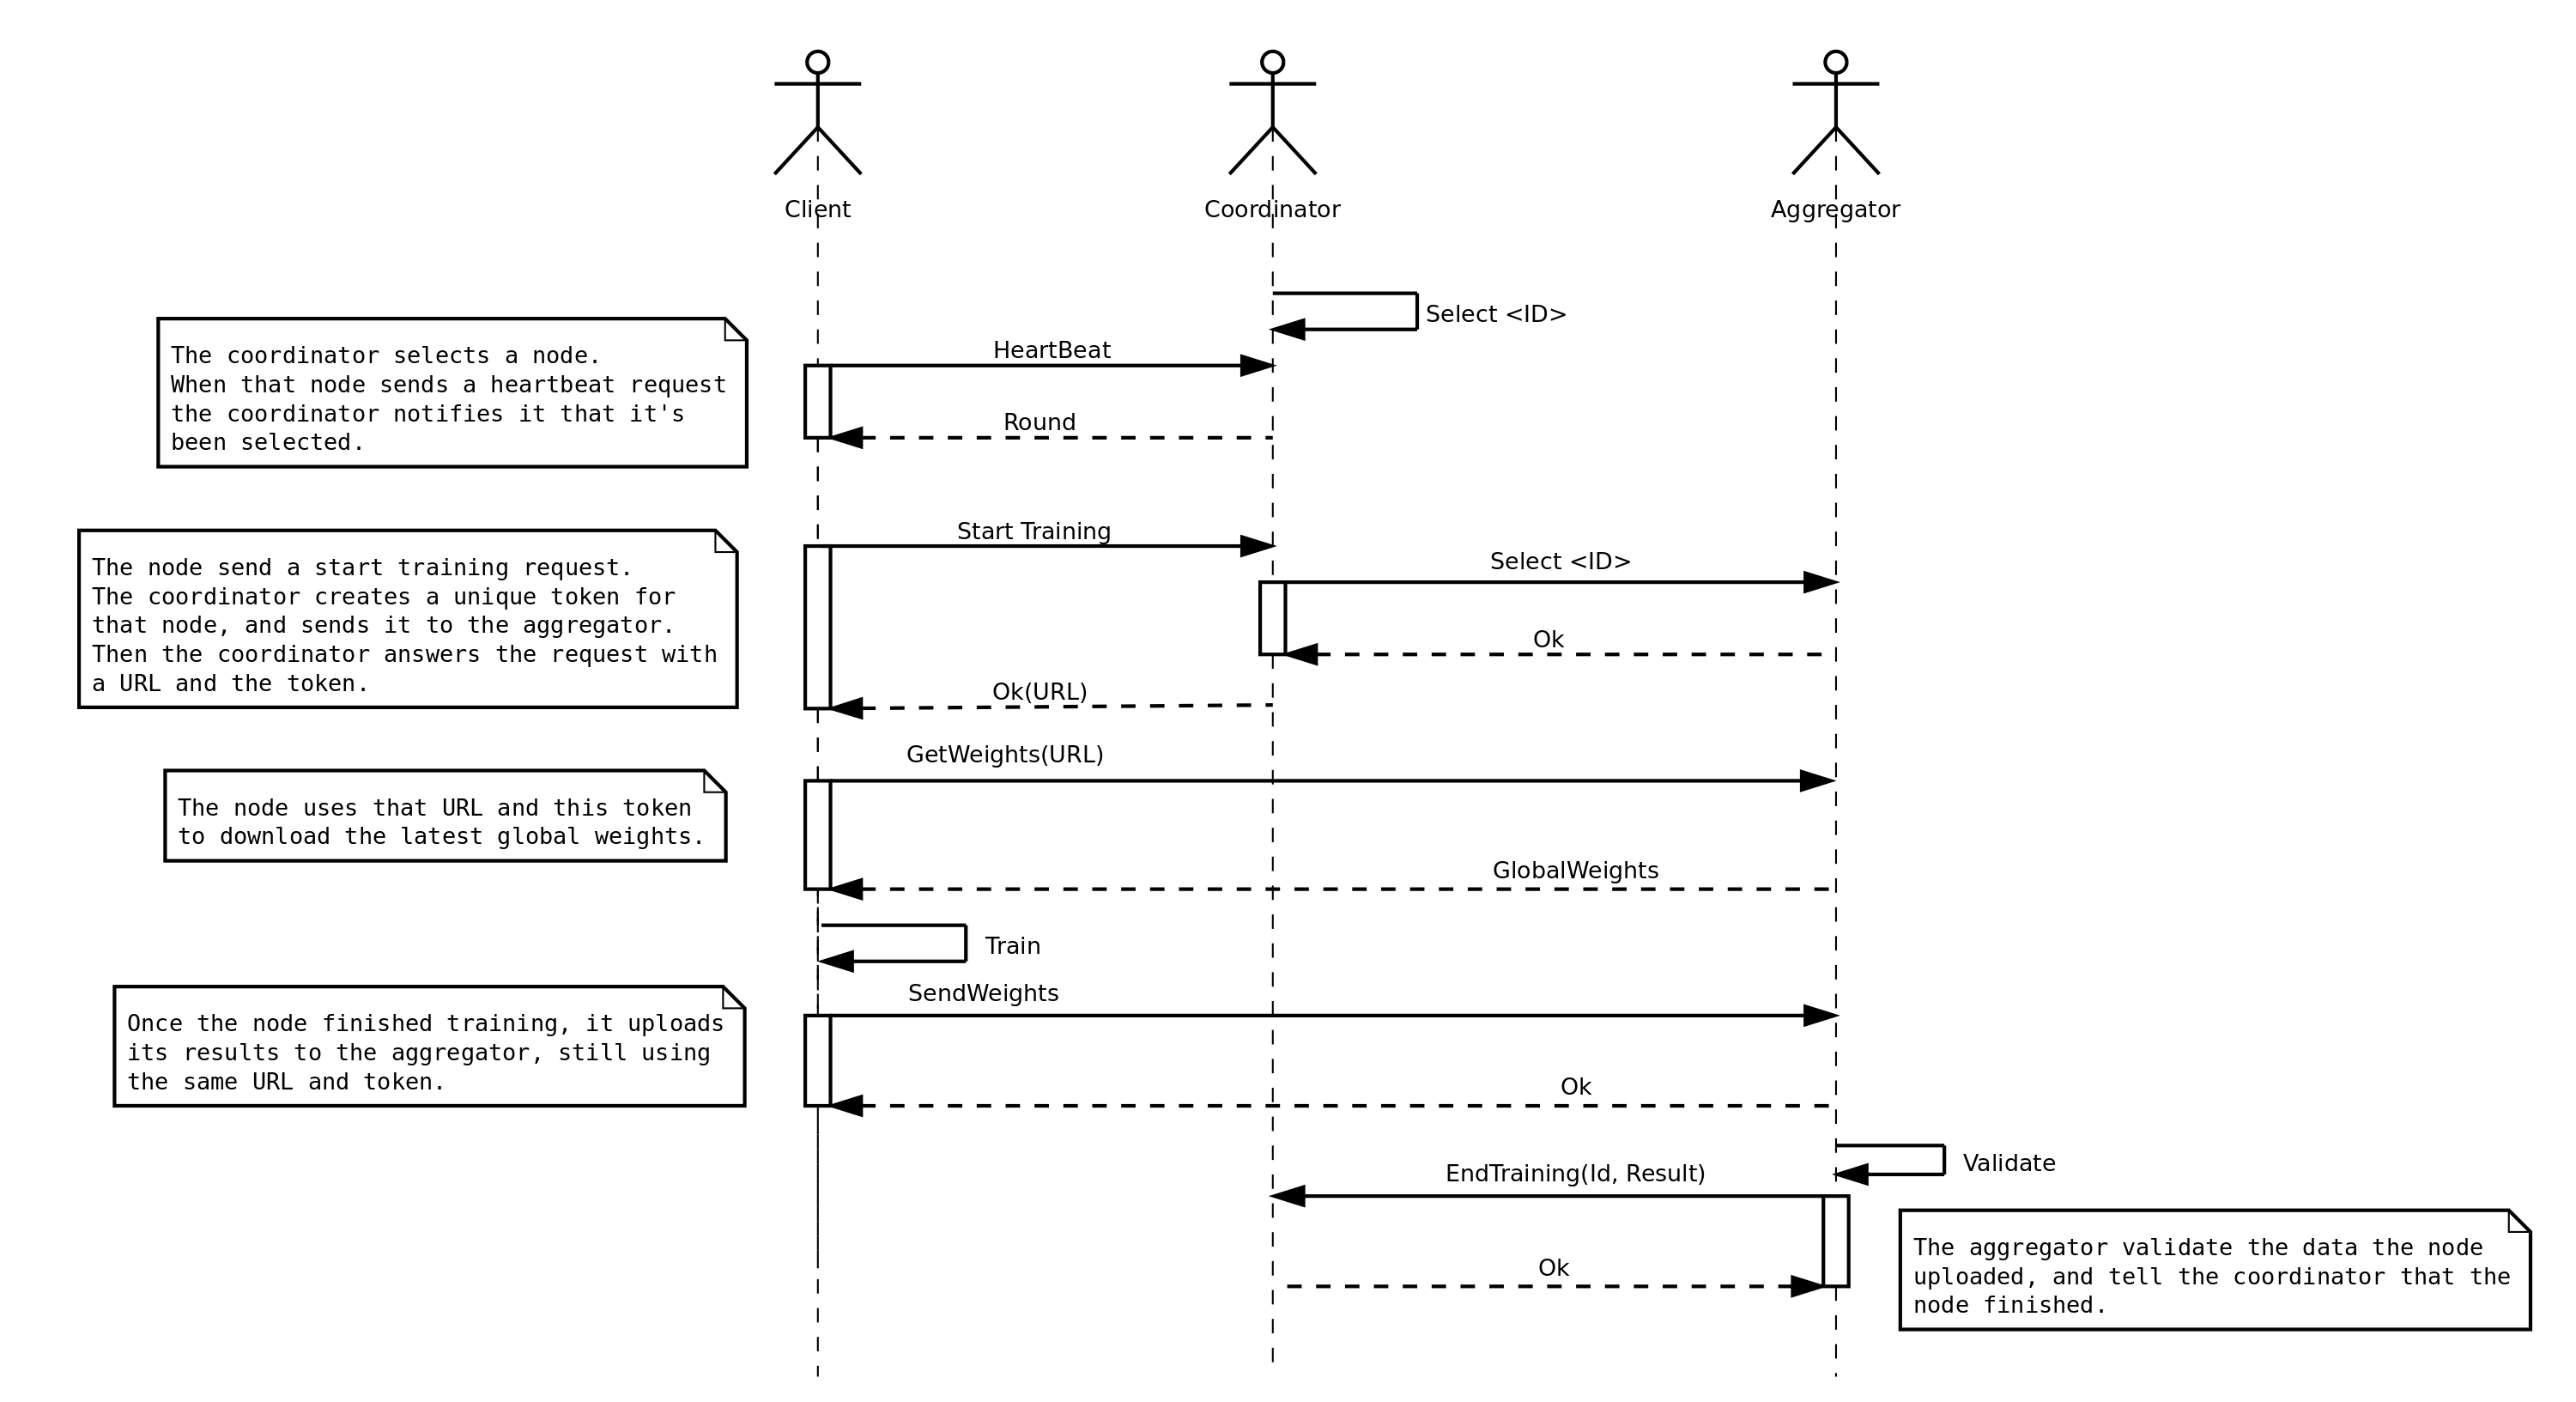 Client
Coordinator
Aggregator
Select <ID>
The coordinator selects a node.
When that node sends a heartbeat request
the coordinator notifies it that it's
been selected.
HeartBeat
Round
The node send a start training request.
The coordinator creates a unique token for
that node, and sends it to the aggregator.
Then the coordinator answers the request with
a URL and the token.
Start Training
Select <ID>
Ok
Ok(URL)
GetWeights(URL)
The node uses that URL and this token
to download the latest global weights.
GlobalWeights
Train
SendWeights
Once the node finished training, it uploads
its results to the aggregator, still using
the same URL and token.
Ok
Validate
EndTraining(Id, Result)
The aggregator validate the data the node
uploaded, and tell the coordinator that the
node finished.
Ok